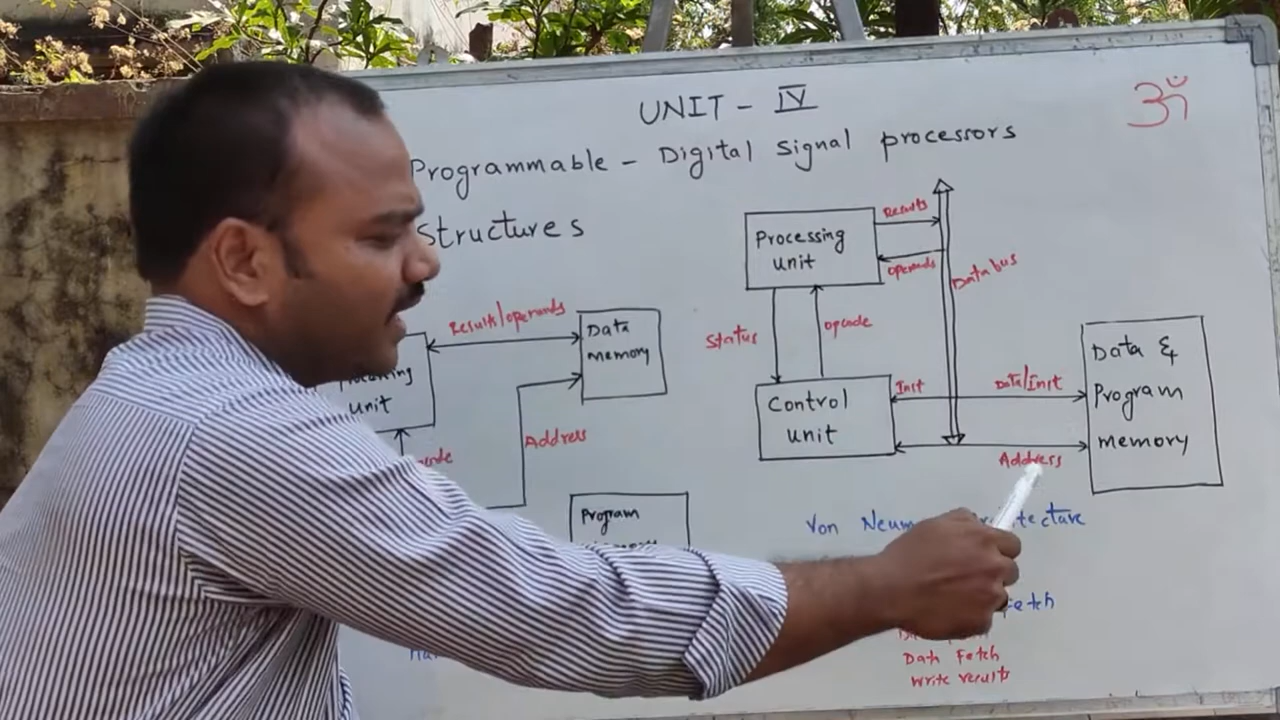 UNIT - IV
ॐ
Programmable - Digital signal processors
Structures
Results/operands
Data
memory
unit
Address
Program
Processing
unit
Results
operands
Data bus
Status
opcode
Control
unit
Inst
Data/Inst
Address
Data &
Program
memory
Von
Data Fetch
Write results